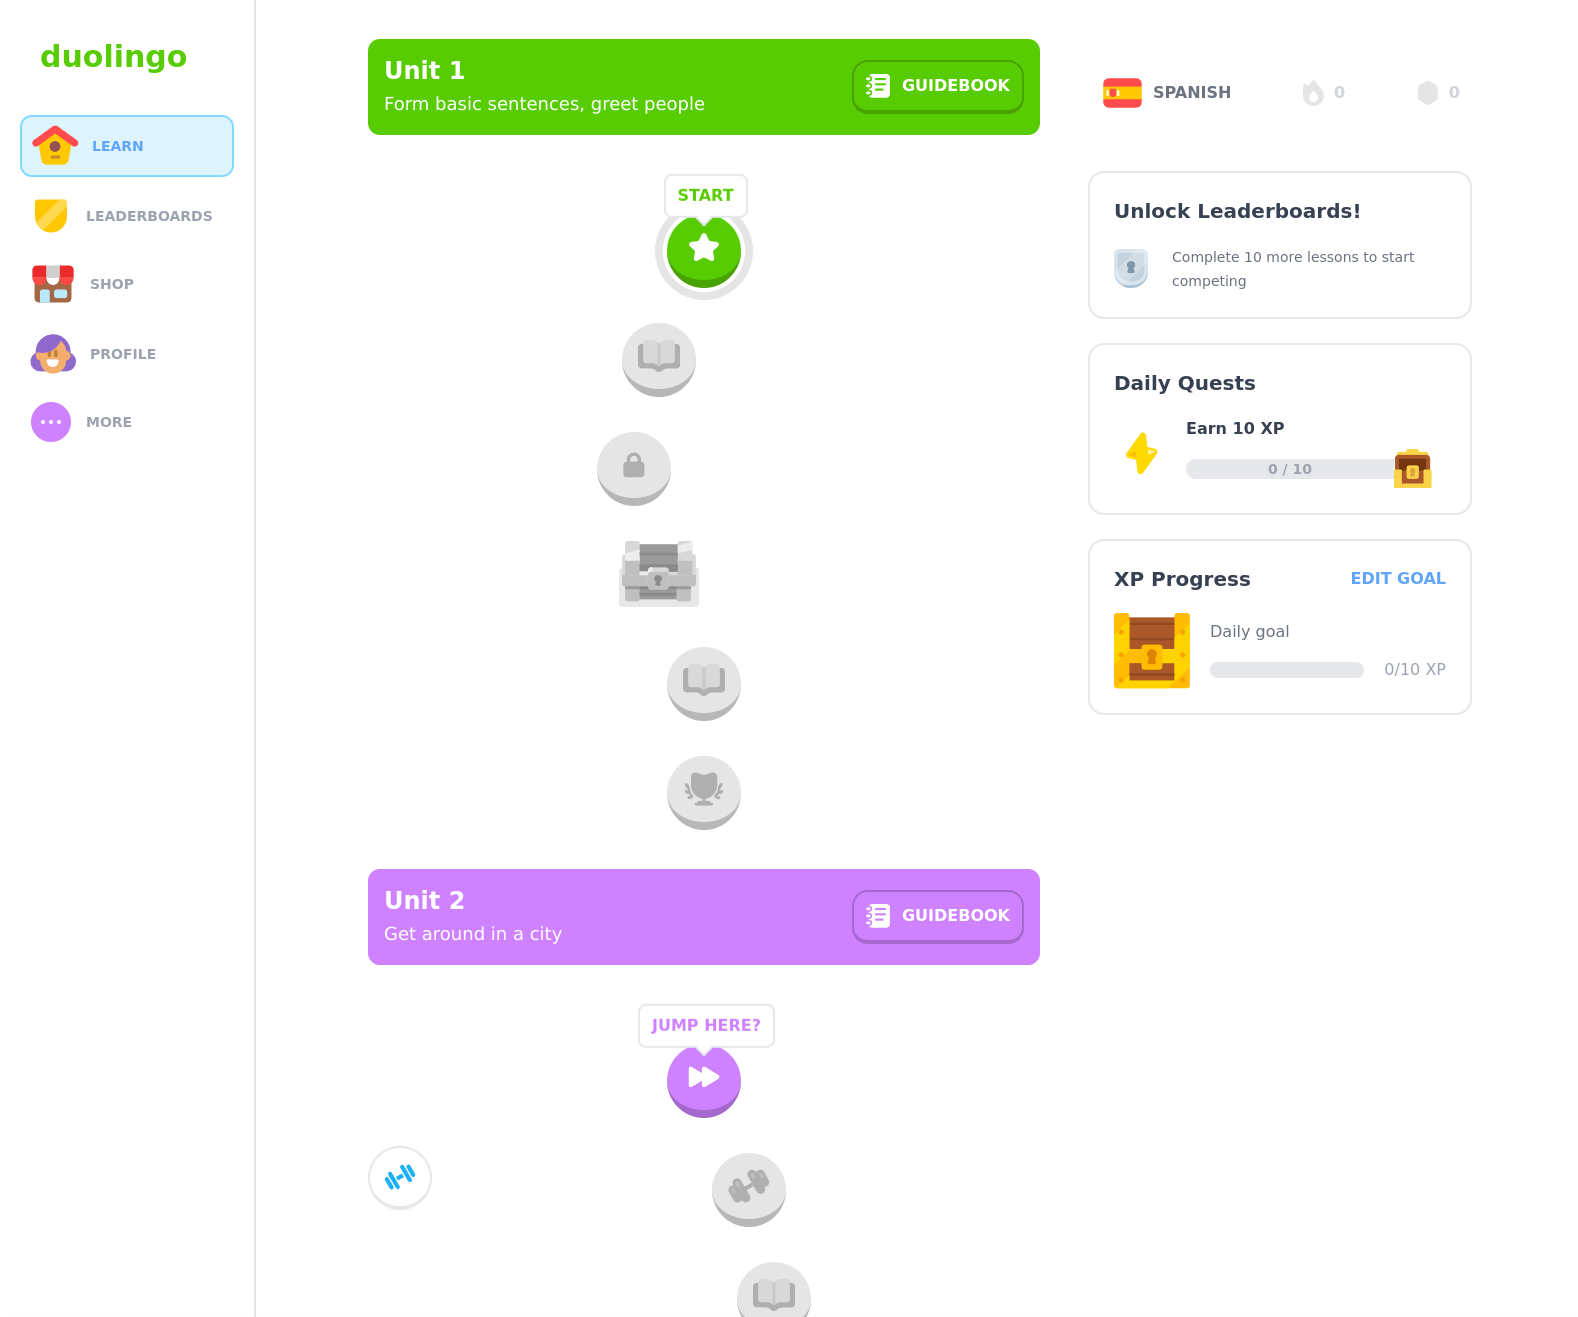 duolingo
LEARN
LEADERBOARDS
SHOP
PROFILE
MORE
Unit 1
Form basic sentences, greet people
GUIDEBOOK
START
Unit 2
Get around in a city
GUIDEBOOK
JUMP HERE?
SPANISH
0
0
Unlock Leaderboards!
Complete 10 more lessons to start
competing
Daily Quests
Earn 10 XP
0 / 10
XP Progress
EDIT GOAL
Daily goal
0/10 XP